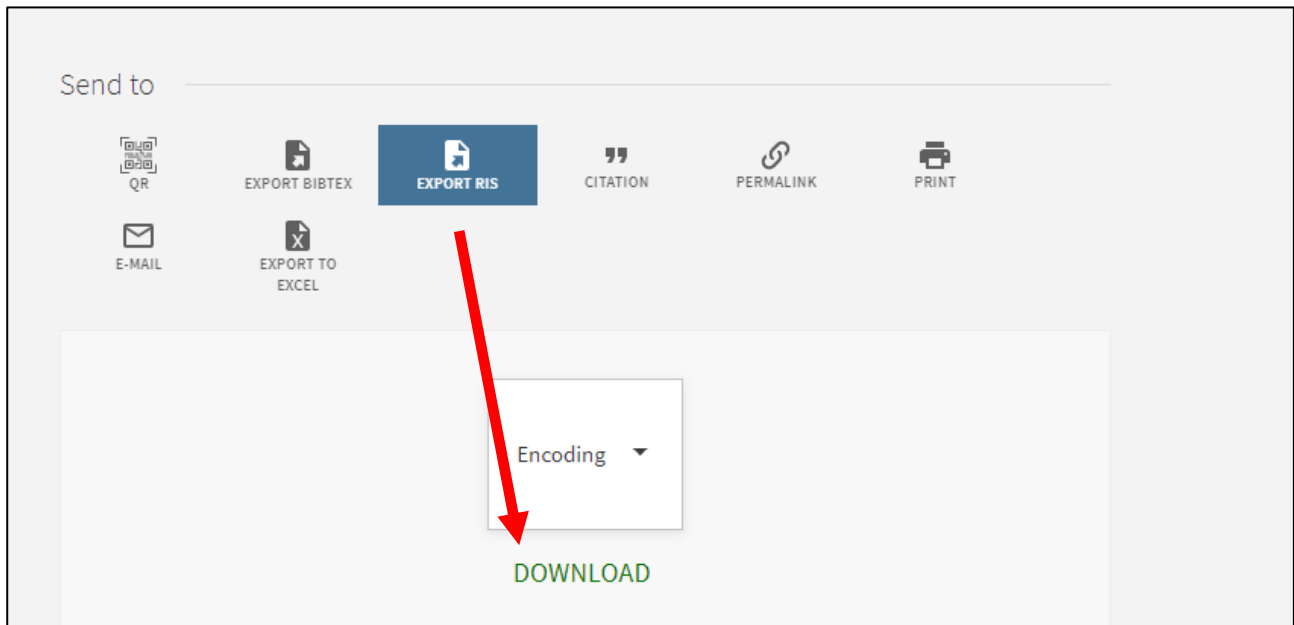 Send to
QR
EXPORT BIBTEX
EXPORT RIS
CITATION
PERMALINK
PRINT
E-MAIL
EXPORT TO
EXCEL
Encoding
DOWNLOAD